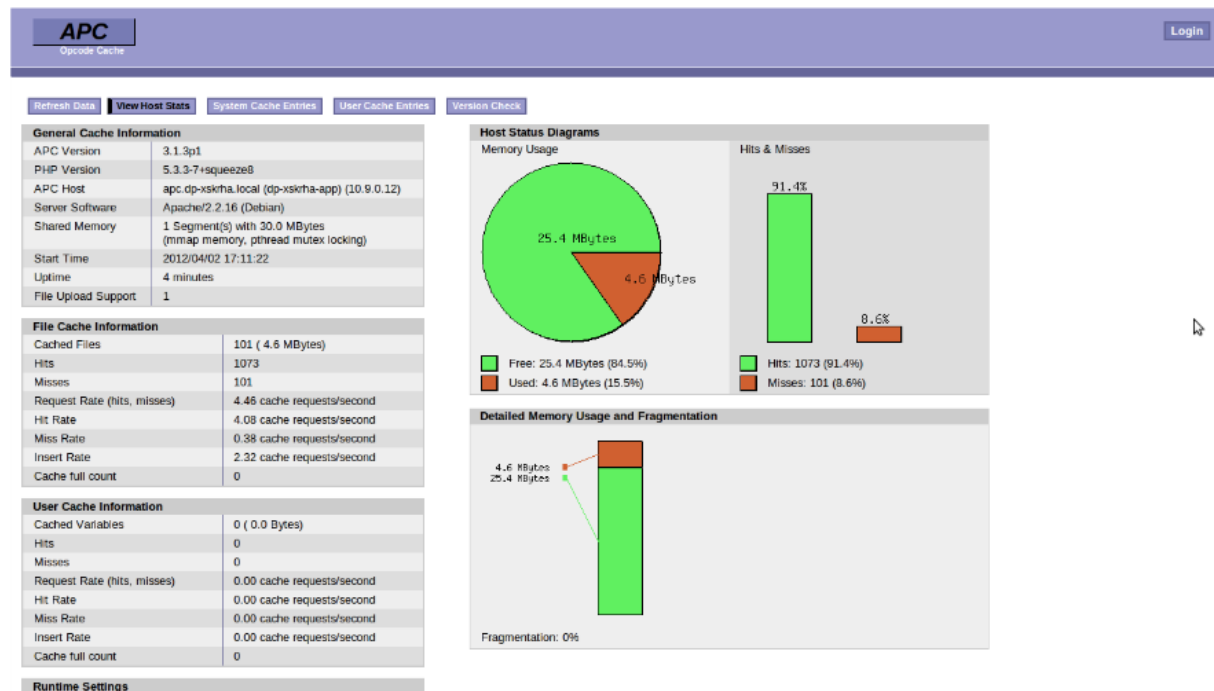 APC
Opcode Cache
Login
Refresh Data
View Host Stats
System Cache Entries
User Cache Entries
Version Check
General Cache Information
APC Version 3.1.3p1
PHP Version 5.3.3-7+squeeze8
APC Host apc.dp-xskrha.local (dp-xskrha-app) (10.9.0.12)
Server Software Apache/2.2.16 (Debian)
Shared Memory 1 Segment(s) with 30.0 MBytes
(mmap memory, pthread mutex locking)
Start Time 2012/04/02 17:11:22
Uptime 4 minutes
File Upload Support 1
File Cache Information
Cached Files 101 ( 4.6 MBytes)
Hits 1073
Misses 101
Request Rate (hits, misses) 4.46 cache requests/second
Hit Rate 4.08 cache requests/second
Miss Rate 0.38 cache requests/second
Insert Rate 2.32 cache requests/second
Cache full count 0
User Cache Information
Cached Variables 0 ( 0.0 Bytes)
Hits 0
Misses 0
Request Rate (hits, misses) 0.00 cache requests/second
Hit Rate 0.00 cache requests/second
Miss Rate 0.00 cache requests/second
Insert Rate 0.00 cache requests/second
Cache full count 0
Runtime Settings
Host Status Diagrams
Memory Usage
25.4 MBytes
4.6 MBytes
Free: 25.4 MBytes (84.5%)
Used: 4.6 MBytes (15.5%)
Hits & Misses
91.4%
8.6%
Hits: 1073 (91.4%)
Misses: 101 (8.6%)
Detailed Memory Usage and Fragmentation
4.6 MBytes
25.4 MBytes
Fragmentation: 0%